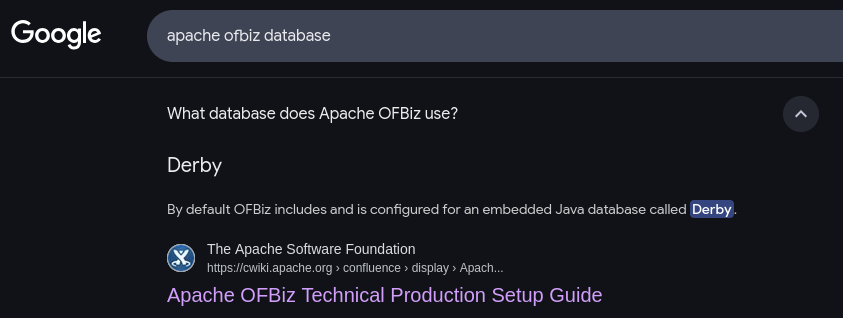 Google
apache ofbiz database
What database does Apache OFBiz use?
Derby
By default OFBiz includes and is configured for an embedded Java database called Derby.
The Apache Software Foundation
https://cwiki.apache.org › confluence › display › Apach...
Apache OFBiz Technical Production Setup Guide